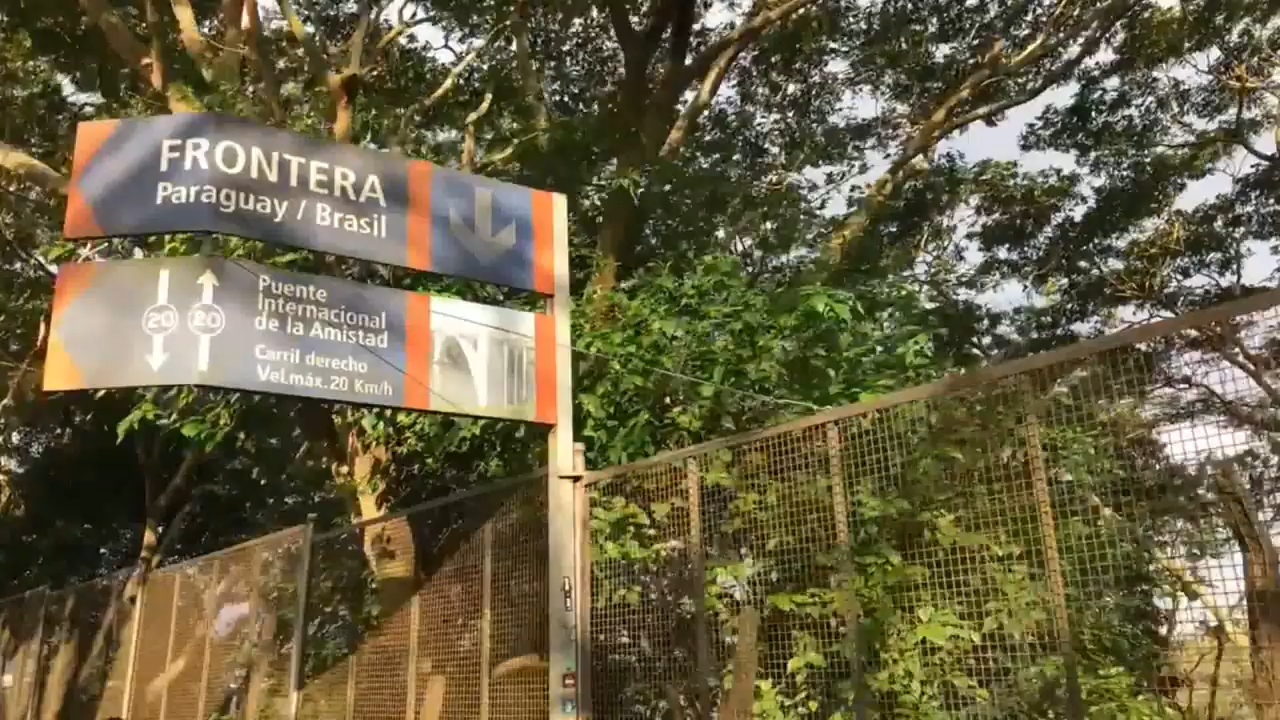 FRONTERA
Paraguay / Brasil
20 20
Puente
Internacional
de la Amistad
Carril derecho
Vel.máx.20 Km/h